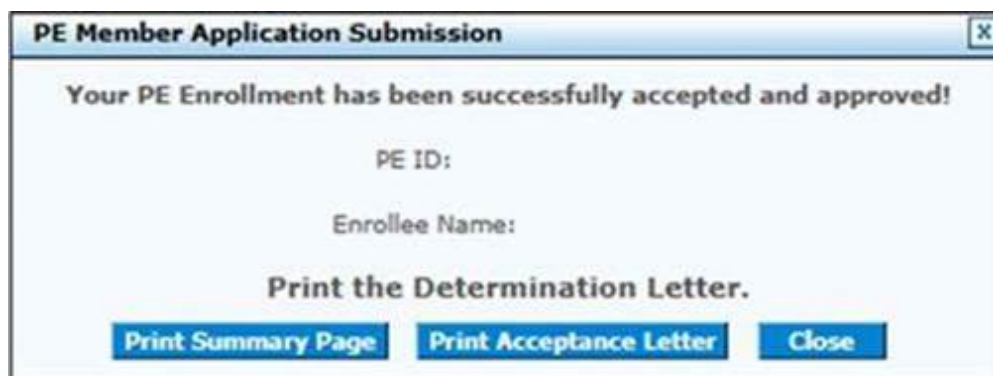 PE Member Application Submission X
Your PE Enrollment has been successfully accepted and approved!
PE ID:
Enrollee Name:
Print the Determination Letter.
Print Summary Page Print Acceptance Letter Close